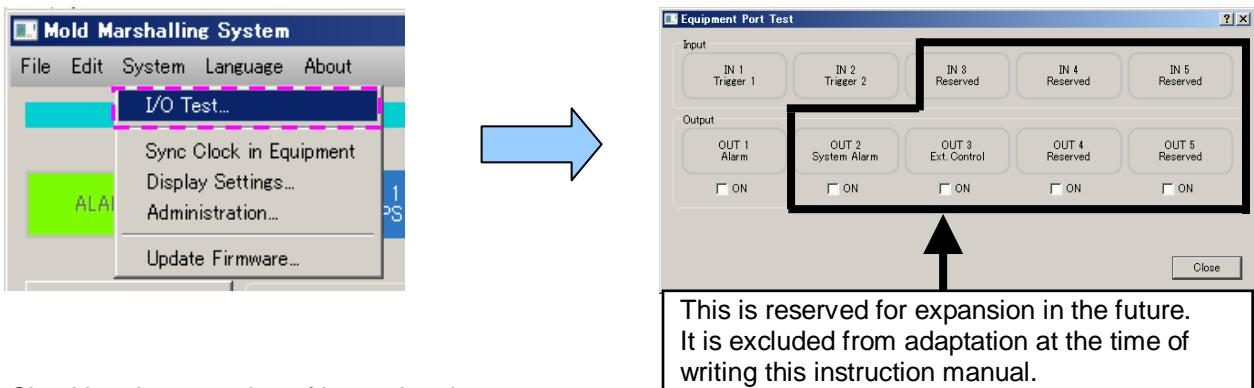 Mold Marshalling System
File Edit System Language About
I/O Test...
Sync Clock in Equipment
Display Settings...
Administration...
Update Firmware...
ALA
1
PS
Equipment Port Test
Input
IN 1 IN 2 IN 3 IN 4 IN 5
Trigger 1 Trigger 2 Reserved Reserved Reserved
Output
OUT 1 OUT 2 OUT 3 OUT 4 OUT 5
Alarm System Alarm Ext. Control Reserved Reserved
ON ON ON ON ON
Close
This is reserved for expansion in the future.
It is excluded from adaptation at the time of
writing this instruction manual.